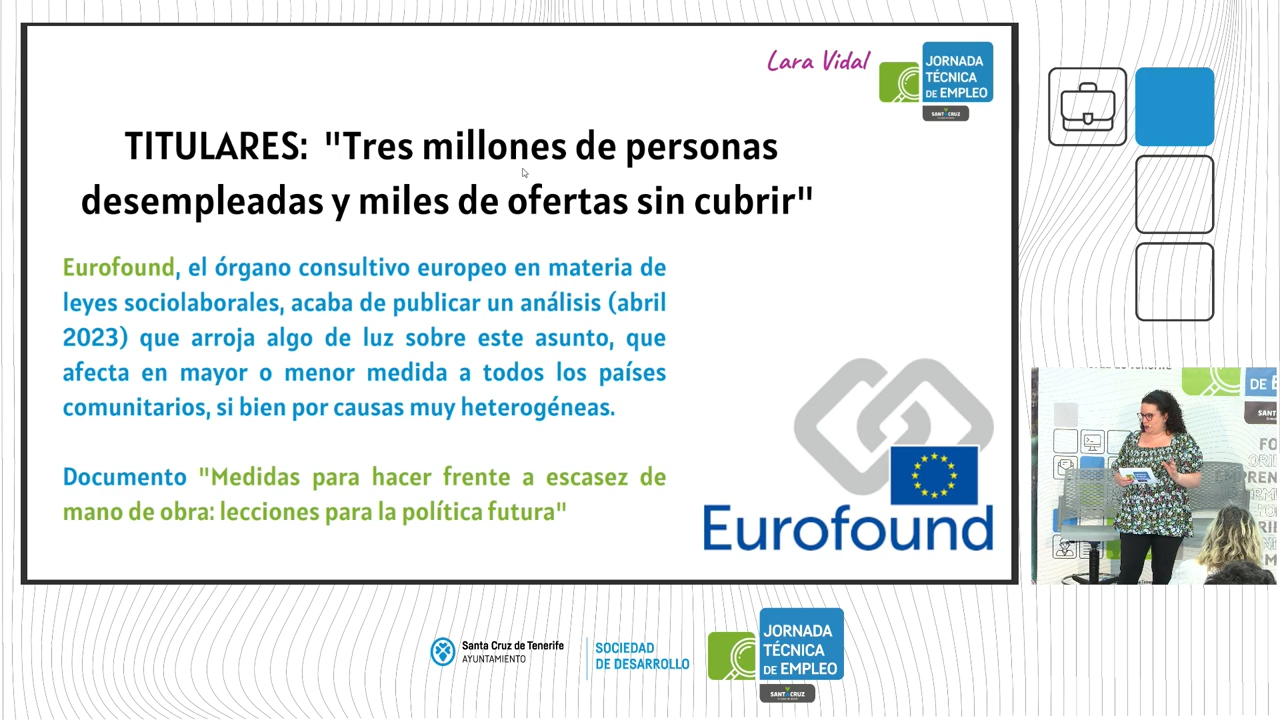 Lara Vidal
JORNADA
TÉCNICA
DE EMPLEO
SANTA CRUZ
TITULARES: "Tres millones de personas
desempleadas y miles de ofertas sin cubrir"
Eurofound, el órgano consultivo europeo en materia de
leyes sociolaborales, acaba de publicar un análisis (abril
2023) que arroja algo de luz sobre este asunto, que
afecta en mayor o menor medida a todos los países
comunitarios, si bien por causas muy heterogéneas.
Documento "Medidas para hacer frente a escasez de
mano de obra: lecciones para la política futura"
Eurofound
Santa Cruz de Tenerife
AYUNTAMIENTO
SOCIEDAD
DE DESARROLLO
JORNADA
TÉCNICA
DE EMPLEO
SANTA CRUZ